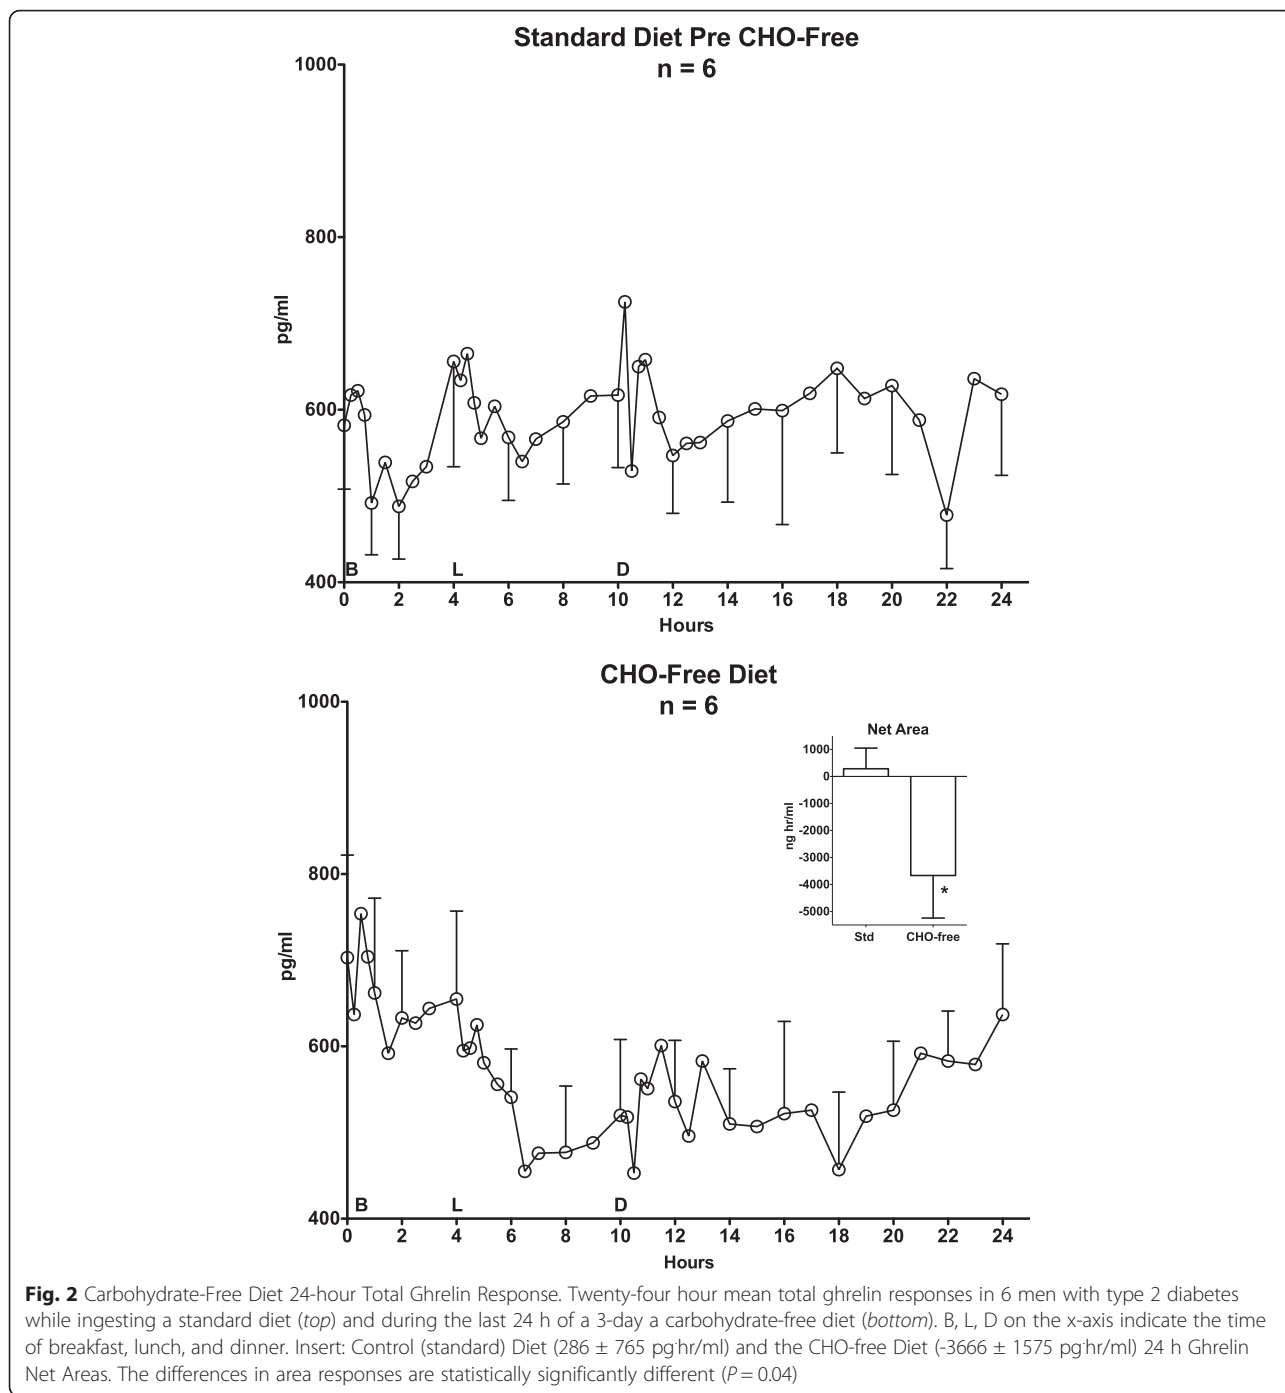 Standard Diet Pre CHO-Free
n = 6
1000
800
600
400
pg/ml
B L D
0 2 4 6 8 10 12 14 16 18 20 22 24
Hours
CHO-Free Diet
n = 6
1000
800
600
400
pg/ml
Net Area
1000
0
-1000
-2000
-3000
-4000
-5000
ng hr/ml
*
Std CHO-free
B L D
0 2 4 6 8 10 12 14 16 18 20 22 24
Hours
Fig. 2 Carbohydrate-Free Diet 24-hour Total Ghrelin Response. Twenty-four hour mean total ghrelin responses in 6 men with type 2 diabetes
while ingesting a standard diet (top) and during the last 24 h of a 3-day a carbohydrate-free diet (bottom). B, L, D on the x-axis indicate the time
of breakfast, lunch, and dinner. Insert: Control (standard) Diet (286 ± 765 pg·hr/ml) and the CHO-free Diet (-3666 ± 1575 pg·hr/ml) 24 h Ghrelin
Net Areas. The differences in area responses are statistically significantly different (P = 0.04)